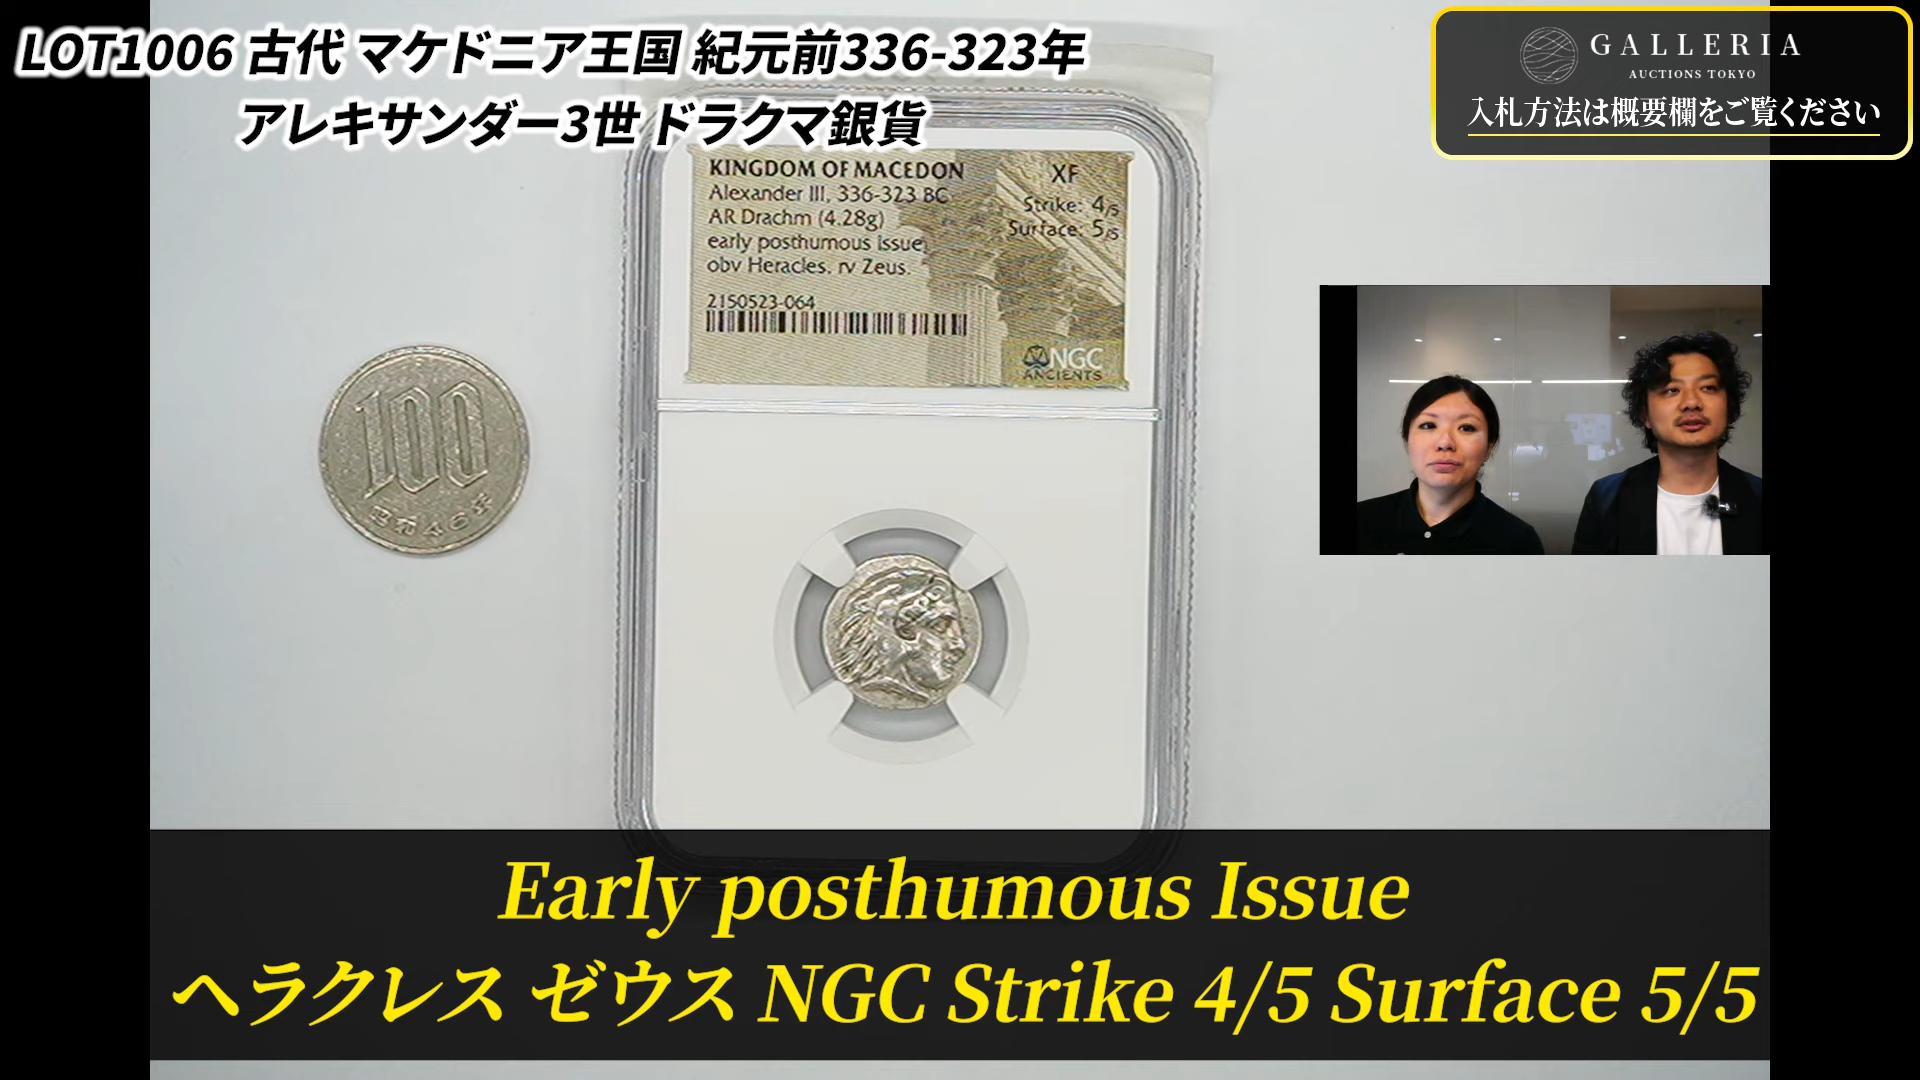 LOT1006 古代 マケドニア王国 紀元前336-323年
アレキサンダー3世 ドラクマ銀貨
GALLERIA
AUCTIONS TOKYO
入札方法は概要欄をご覧ください
KINGDOM OF MACEDON
Alexander III, 336-323 BC
AR Drachm (4.28g)
early posthumous issue
obv Heracles, rv Zeus.
2150523-064
XF
Strike: 4/5
Surface: 5/5
NGC
ANCIENTS
100
昭和46年
Early posthumous Issue
ヘラクレス ゼウス NGC Strike 4/5 Surface 5/5